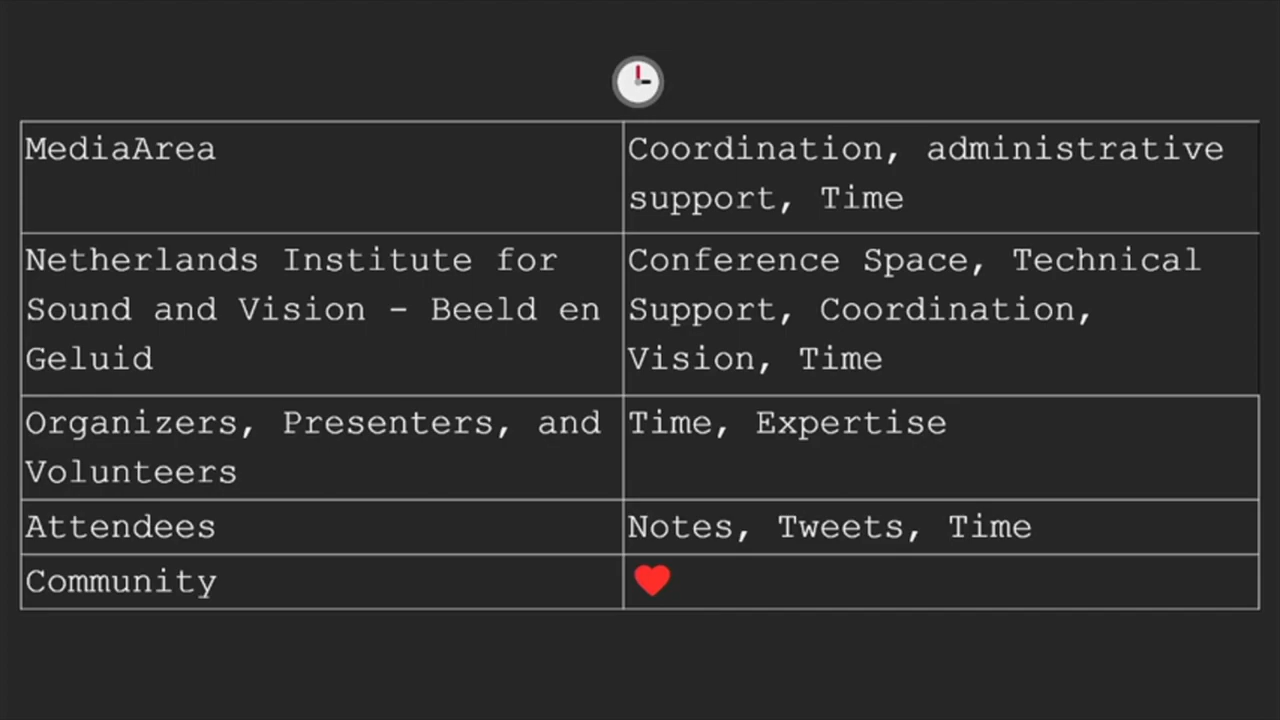 MediaArea
Coordination, administrative
support, Time
Netherlands Institute for
Sound and Vision - Beeld en
Geluid
Conference Space, Technical
Support, Coordination,
Vision, Time
Organizers, Presenters, and
Volunteers
Time, Expertise
Attendees
Notes, Tweets, Time
Community
❤️